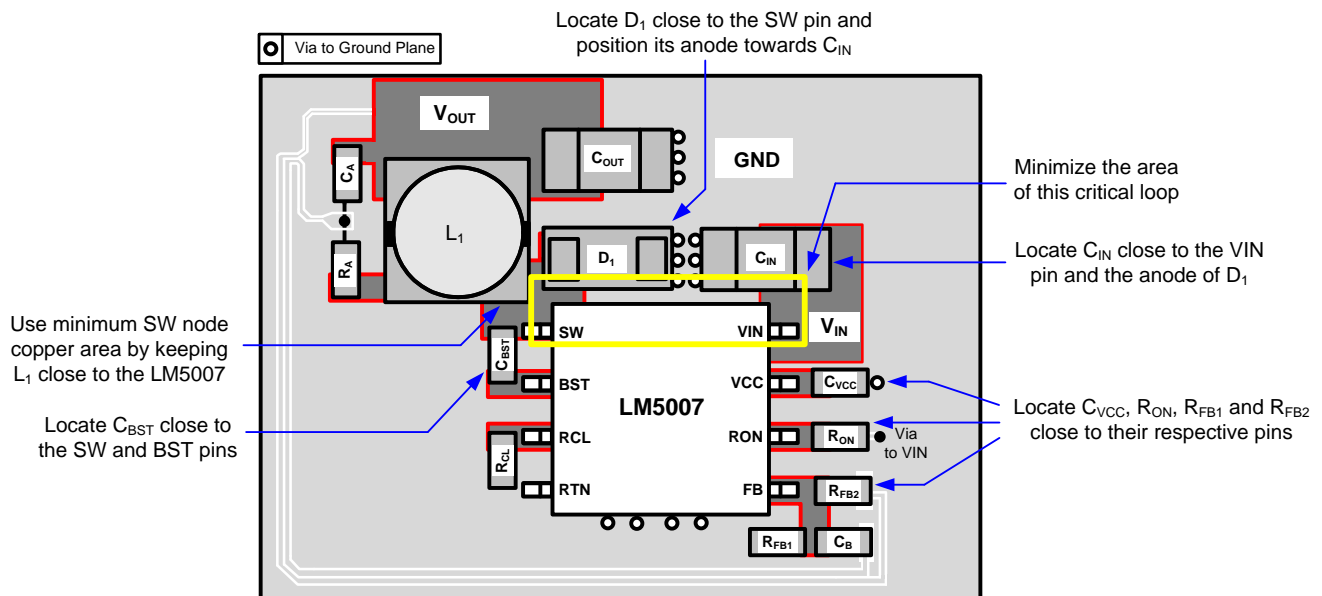 Locate D1 close to the SW pin and
position its anode towards CIN
Via to Ground Plane
VOUT
COUT
GND
Minimize the area
of this critical loop
CA
L1
D1
CIN
Locate CIN close to the VIN
pin and the anode of D1
RA
Use minimum SW node
copper area by keeping
L1 close to the LM5007
SW
VIN
VIN
CBST
BST
VCC
CVCC
LM5007
Locate CBST close to
the SW and BST pins
Locate CVCC, RON, RFB1 and RFB2
close to their respective pins
RCL
RCL
RON
RON
Via
to VIN
RTN
FB
RFB2
RFB1
CB